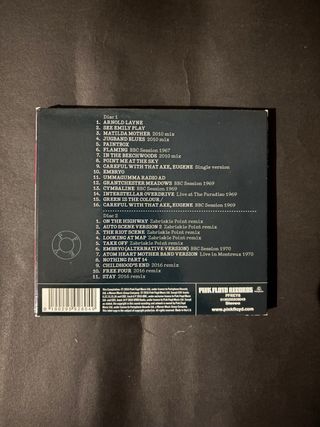 Disc 1
1. ARNOLD LAYNE
2. SEE EMILY PLAY
3. MATILDA MOTHER 2010 mix
4. JUGBAND BLUES 2010 mix
5. PAINTBOX
6. FLAMING BBC Session 1967
7. IN THE BEECHWOODS 2010 mix
8. POINT ME AT THE SKY
9. CAREFUL WITH THAT AXE, EUGENE Single version
10. EMBRYO
11. UMMAGUMMA RADIO AD
12. GRANTCHESTER MEADOWS BBC Session 1969
13. CYMBALINE BBC Session 1969
14. INTERSTELLAR OVERDRIVE Live at The Paradiso 1969
15. GREEN IS THE COLOUR /
16. CAREFUL WITH THAT AXE, EUGENE BBC Session 1969
Disc 2
1. ON THE HIGHWAY Zabriskie Point remix
2. AUTO SCENE VERSION 2 Zabriskie Point remix
3. THE RIOT SCENE Zabriskie Point remix
4. LOOKING AT MAP Zabriskie Point remix
5. TAKE OFF Zabriskie Point remix
6. EMBRYO (ALTERNATIVE VERSION) BBC Session 1970
7. ATOM HEART MOTHER BAND VERSION Live in Montreux 1970
8. NOTHING PART 14
9. CHILDHOOD'S END 2016 remix
10. FREE FOUR 2016 remix
11. STAY 2016 remix
PINK FLOYD RECORDS
PFREY8
Stereo
www.pinkfloyd.com